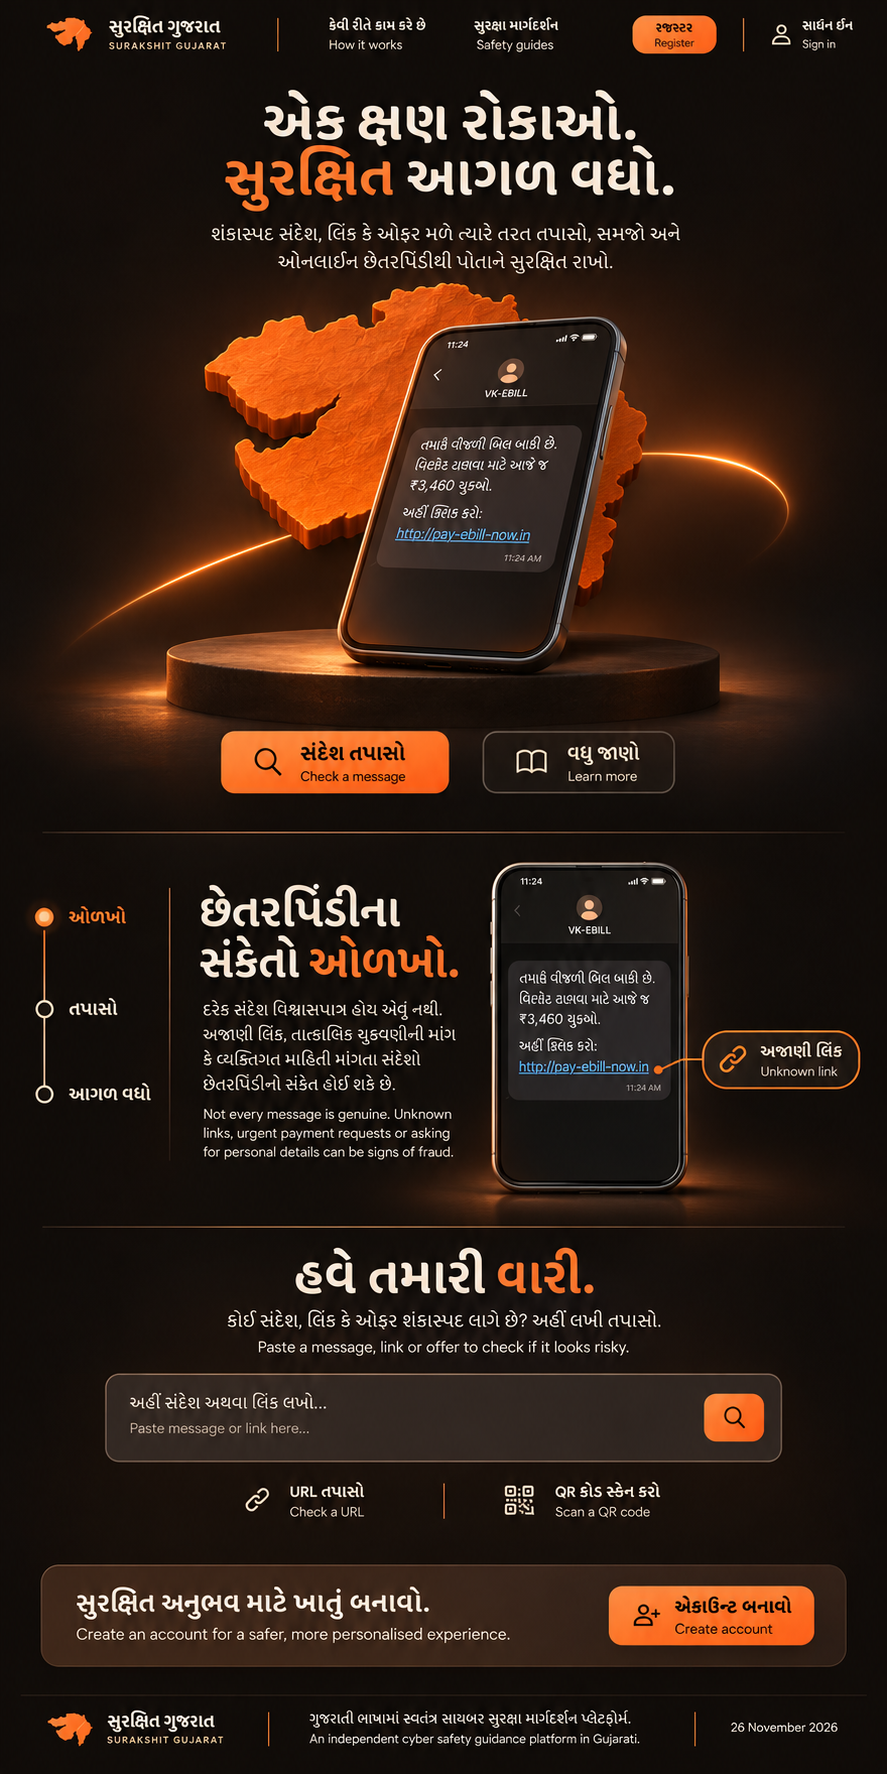 સુરક્ષિત ગુજરાત
SURAKSHIT GUJARAT
કેવી રીતે કામ કરે છે
How it works
સુરક્ષા માર્ગદર્શન
Safety guides
રજસ્ટર
Register
સાઘંન ઈન
Sign in
એક ક્ષણ રોકાઓ.
સુરક્ષિત આગળ વધો.
શંકાસ્પદ સંદેશ, લિંક કે ઓફર મળે ત્યારે તરત તપાસો, સમજો અને
ઓનલાઈન છેતરપિંડીથી પોતાને સુરક્ષિત રાખો.
11:24
VK-EBILL
વીજળી બિલ બાકી છે.
માટે આજે જ
₹3,460 ચુકવો.
અહીં ક્લિક કરો:
http://pay-ebill-now.in
11:24 AM
સંદેશ તપાસો
Check a message
વધુ જાણો
Learn more
ઓળખો
તપાસો
આગળ વધો
છેતરપિંડીના
સંકેતો ઓળખો.
દરેક સંદેશ વિશ્વાસપાત્ર હોય એવું નથી.
અજાણી લિંક, તાત્કાલિક ચુકવણીની માંગ
કે વ્યક્તિગત માહિતી માંગતા સંદેશો
છેતરપિંડીનો સંકેત હોઈ શકે છે.
Not every message is genuine. Unknown
links, urgent payment requests or asking
for personal details can be signs of fraud.
11:24
VK-EBILL
વીજળી બિલ બાકી છે.
માટે આજે જ
₹3,460 ચુકવો.
અહીં ક્લિક કરો:
http://pay-ebill-now.in
11:24 AM
અજાણી લિંક
Unknown link
હવે તમારી વારી.
કોઈ સંદેશ, લિંક કે ઓફર શંકાસ્પદ લાગે છે? અહીં લખી તપાસો.
Paste a message, link or offer to check if it looks risky.
અહીં સંદેશ અથવા લિંક લખો...
Paste message or link here...
URL તપાસો
Check a URL
QR કોડ સ્કેન કરો
Scan a QR code
સુરક્ષિત અનુભવ માટે ખાતું બનાવો.
Create an account for a safer, more personalised experience.
એકાઉન્ટ બનાવો
Create account
સુરક્ષિત ગુજરાત
SURAKSHIT GUJARAT
ગુજરાતી ભાષામાં સ્વતંત્ર સાયબર સુરક્ષા માર્ગદર્શન પ્લેટફોર્મ.
An independent cyber safety guidance platform in Gujarati.
26 November 2026